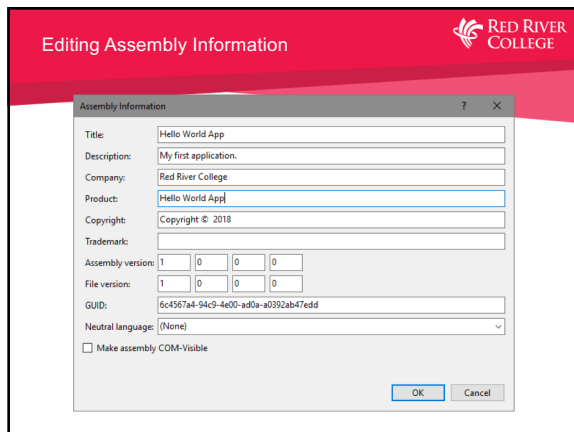 Editing Assembly Information
RED RIVER
COLLEGE
Assembly Information ? X
Title: Hello World App
Description: My first application.
Company: Red River College
Product: Hello World App
Copyright: Copyright © 2018
Trademark:
Assembly version: 1 0 0 0
File version: 1 0 0 0
GUID: 6c4567a4-94c9-4e00-ad0a-a0392ab47edd
Neutral language: (None)
Make assembly COM-Visible
OK Cancel